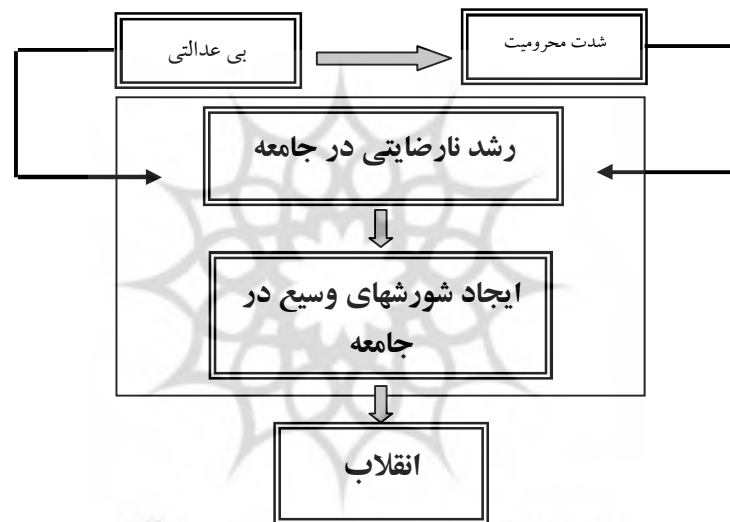 شدت محرومیت
بی عدالتی
رشد نارضایتی در جامعه
ایجاد شورشهای وسیع در
جامعه
انقلاب